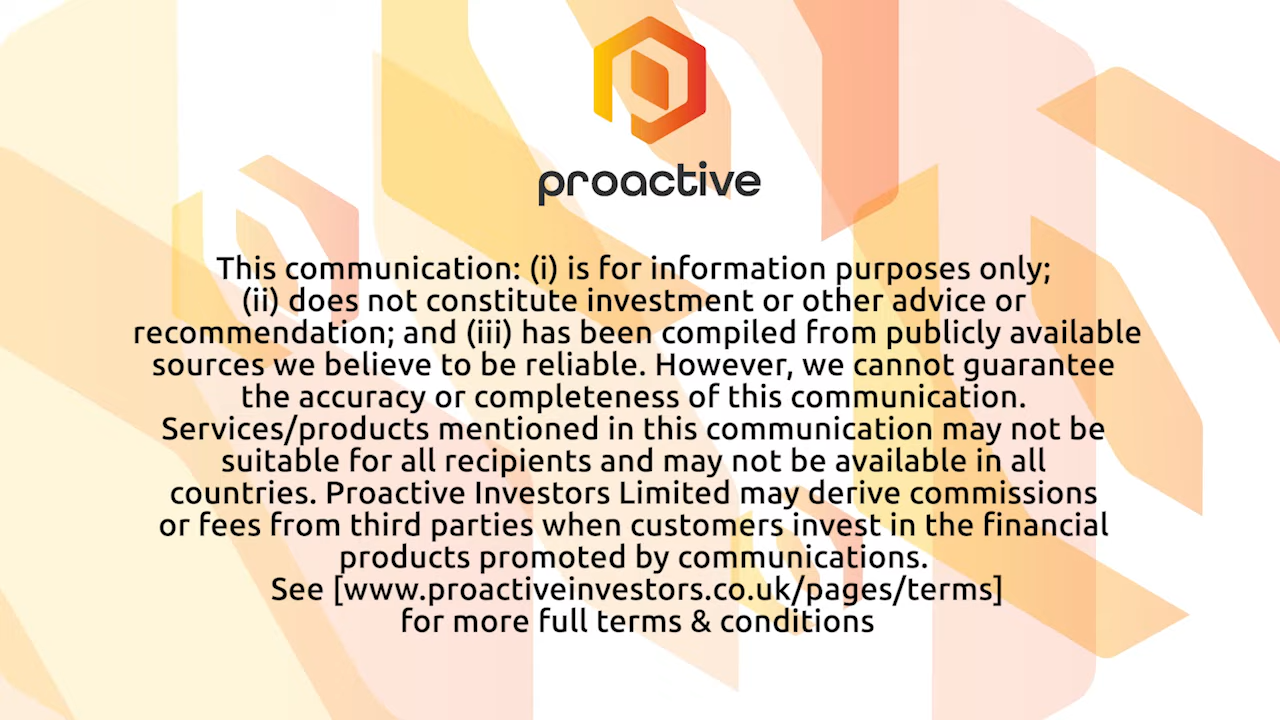 proactive
This communication: (i) is for information purposes only;
(ii) does not constitute investment or other advice or
recommendation; and (iii) has been compiled from publicly available
sources we believe to be reliable. However, we cannot guarantee
the accuracy or completeness of this communication.
Services/products mentioned in this communication may not be
suitable for all recipients and may not be available in all
countries. Proactive Investors Limited may derive commissions
or fees from third parties when customers invest in the financial
products promoted by communications.
See [www.proactiveinvestors.co.uk/pages/terms]
for more full terms & conditions